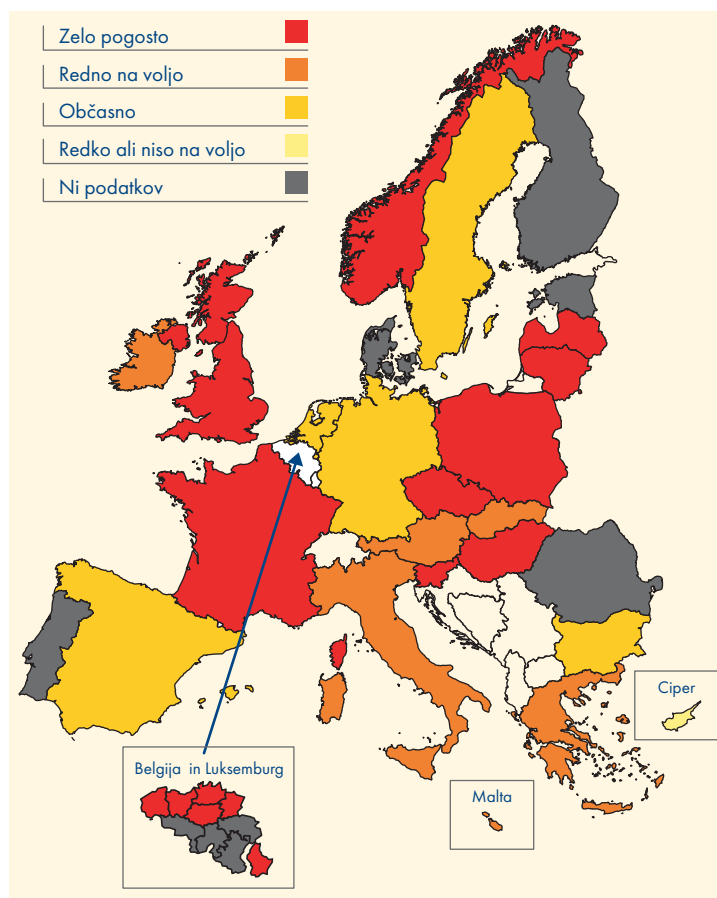 Zelo pogosto
Redno na voljo
Občasno
Redko ali niso na voljo
Ni podatkov
Ciper
Belgija in Luksemburg
Malta